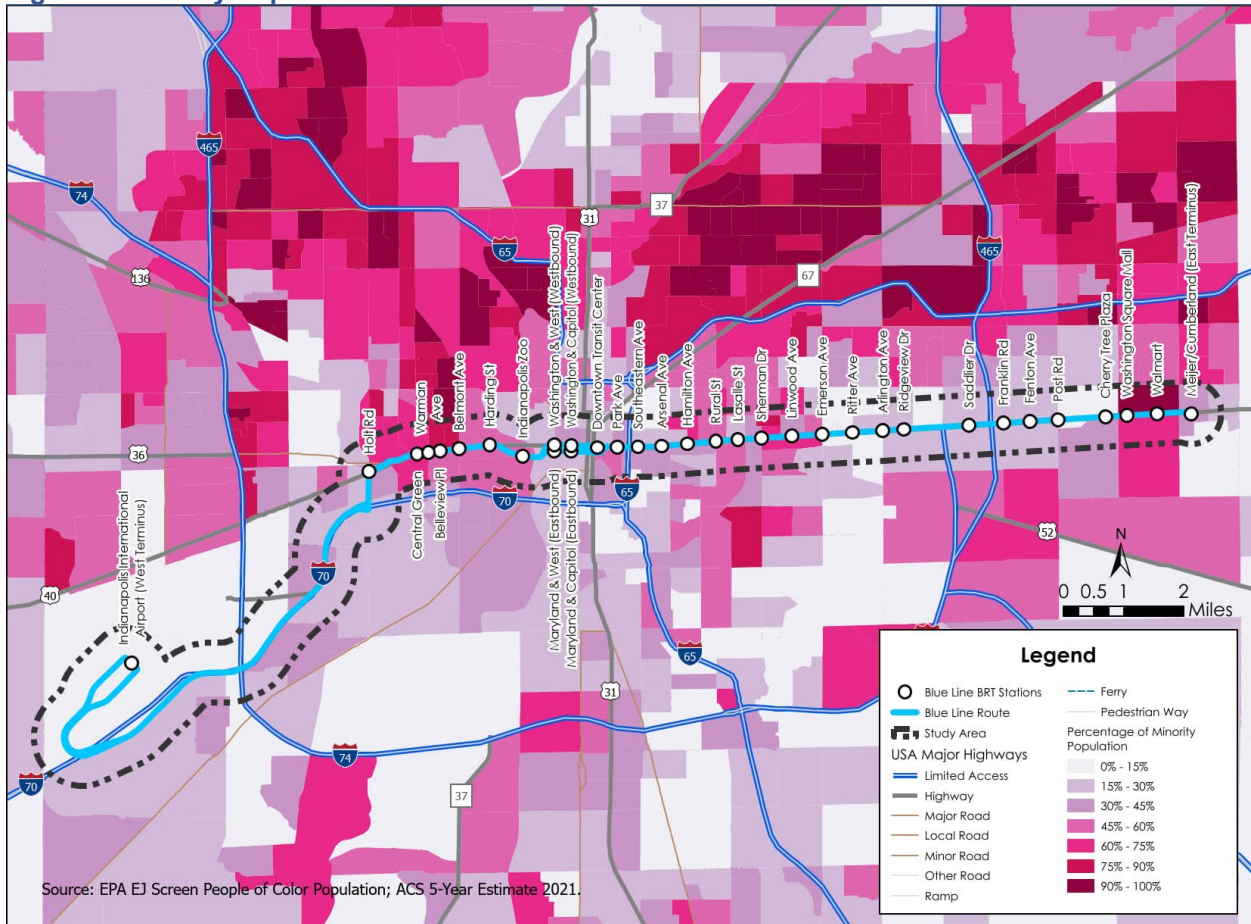 465
74
31
37
65
136
67
465
Holt Rd
Warman
Ave
Belmont Ave
Harding St
Indianapolis Zoo
Washington & West (Westbound)
Washington & Capitol (Westbound)
Downtown Transit Center
Park Ave
Southeastern Ave
Arsenal Ave
Hamilton Ave
Rural St
Lasalle St
Sherman Dr
Linwood Ave
Emerson Ave
Ritter Ave
Arlington Ave
Ridgeview Dr
Saddlier Dr
Franklin Rd
Fenton Ave
Post Rd
Cherry Tree Plaza
Washington Square Mall
Walmart
Meijer/Cumberland (East Terminus)
36
Central Green
Belleview Pl
Maryland & West (Eastbound)
Maryland & Capitol (Eastbound)
70
65
52
Indianapolis International
Airport (West Terminus)
70
40
N
0 0.5 1 2
Miles
65
31
74
70
37
Legend
Blue Line BRT Stations
Blue Line Route
Study Area
USA Major Highways
Limited Access
Highway
Major Road
Local Road
Minor Road
Other Road
Ramp
Ferry
Pedestrian Way
Percentage of Minority
Population
0% - 15%
15% - 30%
30% - 45%
45% - 60%
60% - 75%
75% - 90%
90% - 100%
Source: EPA EJ Screen People of Color Population; ACS 5-Year Estimate 2021.